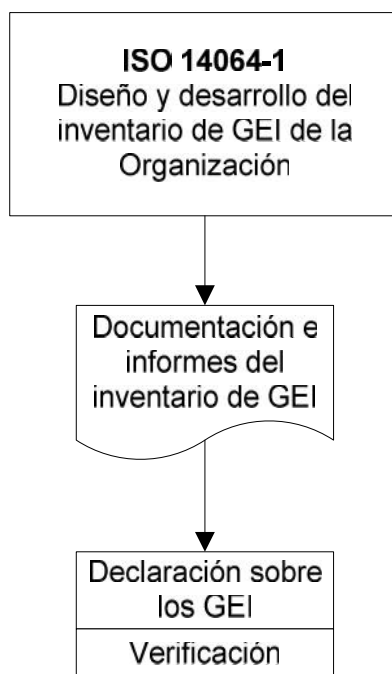 ISO 14064-1
Diseño y desarrollo del
inventario de GEI de la
Organización
Documentación e
informes del
inventario de GEI
Declaración sobre
los GEI
Verificación